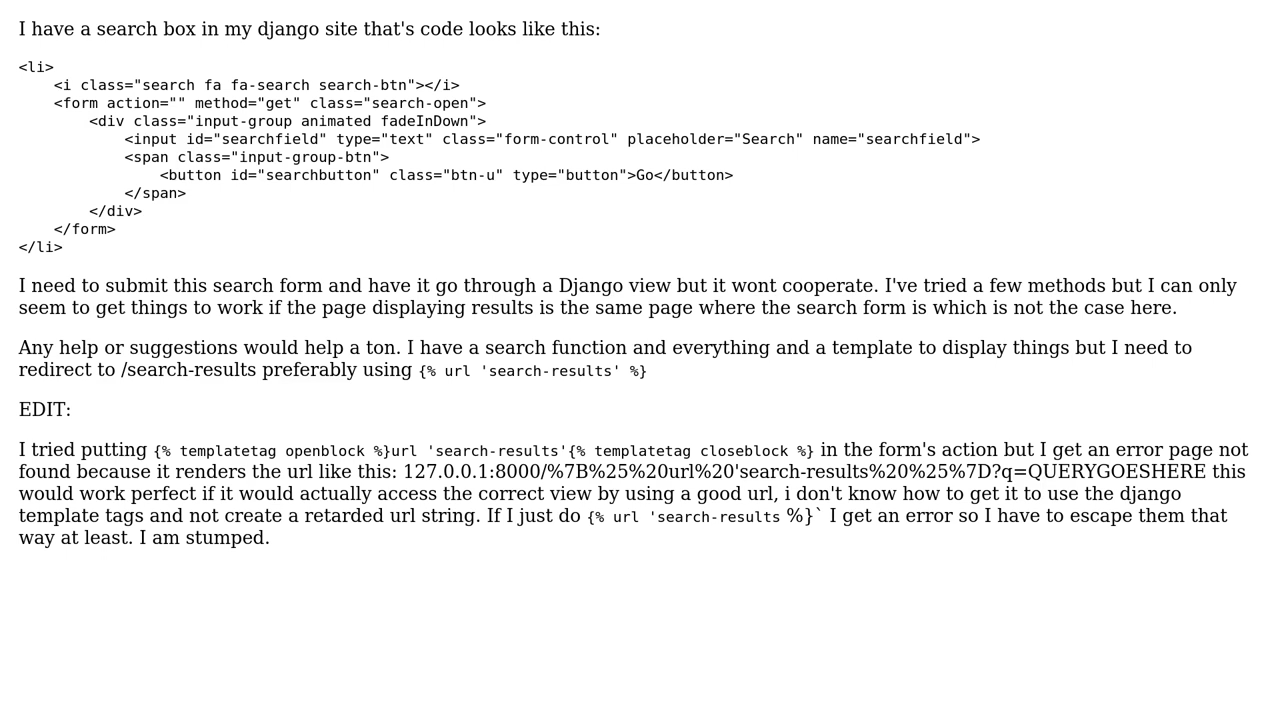 I have a search box in my django site that's code looks like this:
<li>
    <i class="search fa fa-search search-btn"></i>
    <form action="" method="get" class="search-open">
        <div class="input-group animated fadeInDown">
            <input id="searchfield" type="text" class="form-control" placeholder="Search" name="searchfield">
            <span class="input-group-btn">
                <button id="searchbutton" class="btn-u" type="button">Go</button>
            </span>
        </div>
    </form>
</li>
I need to submit this search form and have it go through a Django view but it wont cooperate. I've tried a few methods but I can only
seem to get things to work if the page displaying results is the same page where the search form is which is not the case here.
Any help or suggestions would help a ton. I have a search function and everything and a template to display things but I need to
redirect to /search-results preferably using {% url 'search-results' %}
EDIT:
I tried putting {% templatetag openblock %}url 'search-results'{% templatetag closeblock %} in the form's action but I get an error page not
found because it renders the url like this: 127.0.0.1:8000/%7B%25%20url%20'search-results%20%25%7D?q=QUERYGOESHERE this
would work perfect if it would actually access the correct view by using a good url, i don't know how to get it to use the django
template tags and not create a retarded url string. If I just do {% url 'search-results %}` I get an error so I have to escape them that
way at least. I am stumped.